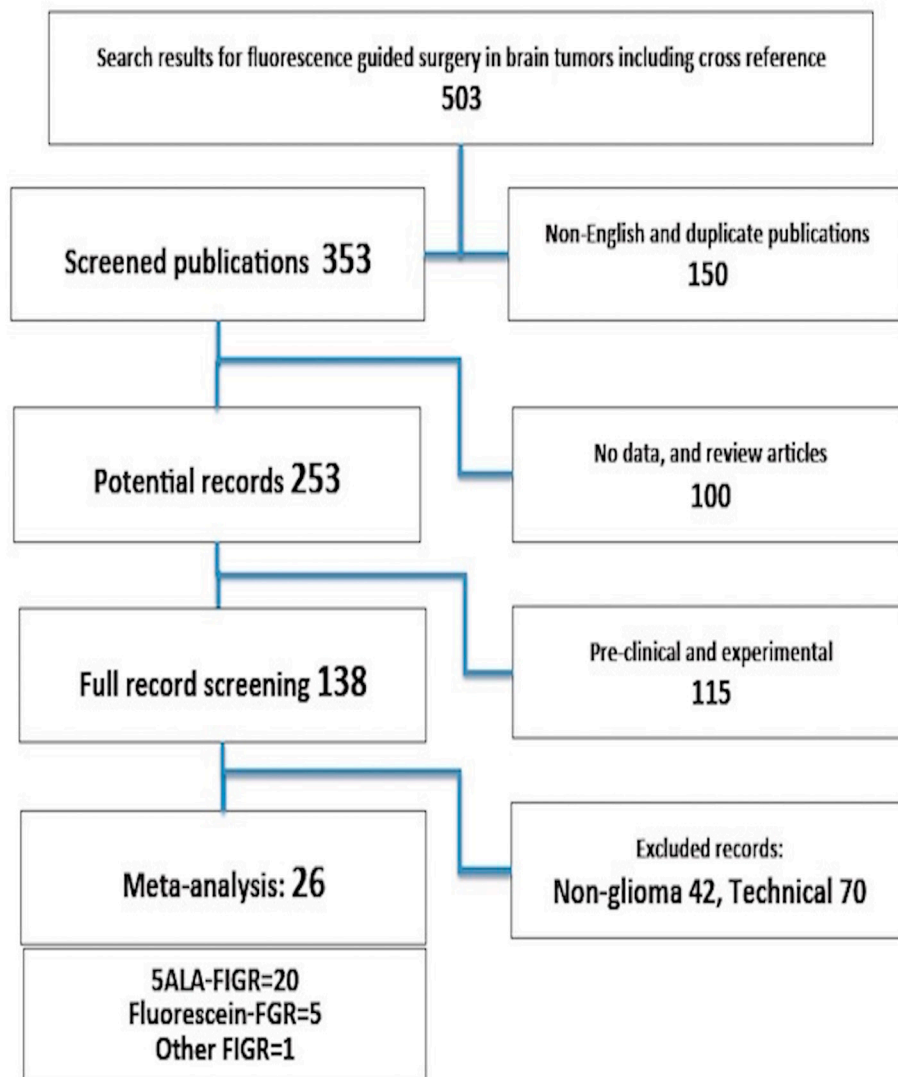 Search results for fluorescence guided surgery in brain tumors including cross reference
503
Screened publications 353
Non-English and duplicate publications
150
Potential records 253
No data, and review articles
100
Full record screening 138
Pre-clinical and experimental
115
Meta-analysis: 26
Excluded records:
Non-glioma 42, Technical 70
5ALA-FIGR=20
Fluorescein-FGR=5
Other FIGR=1